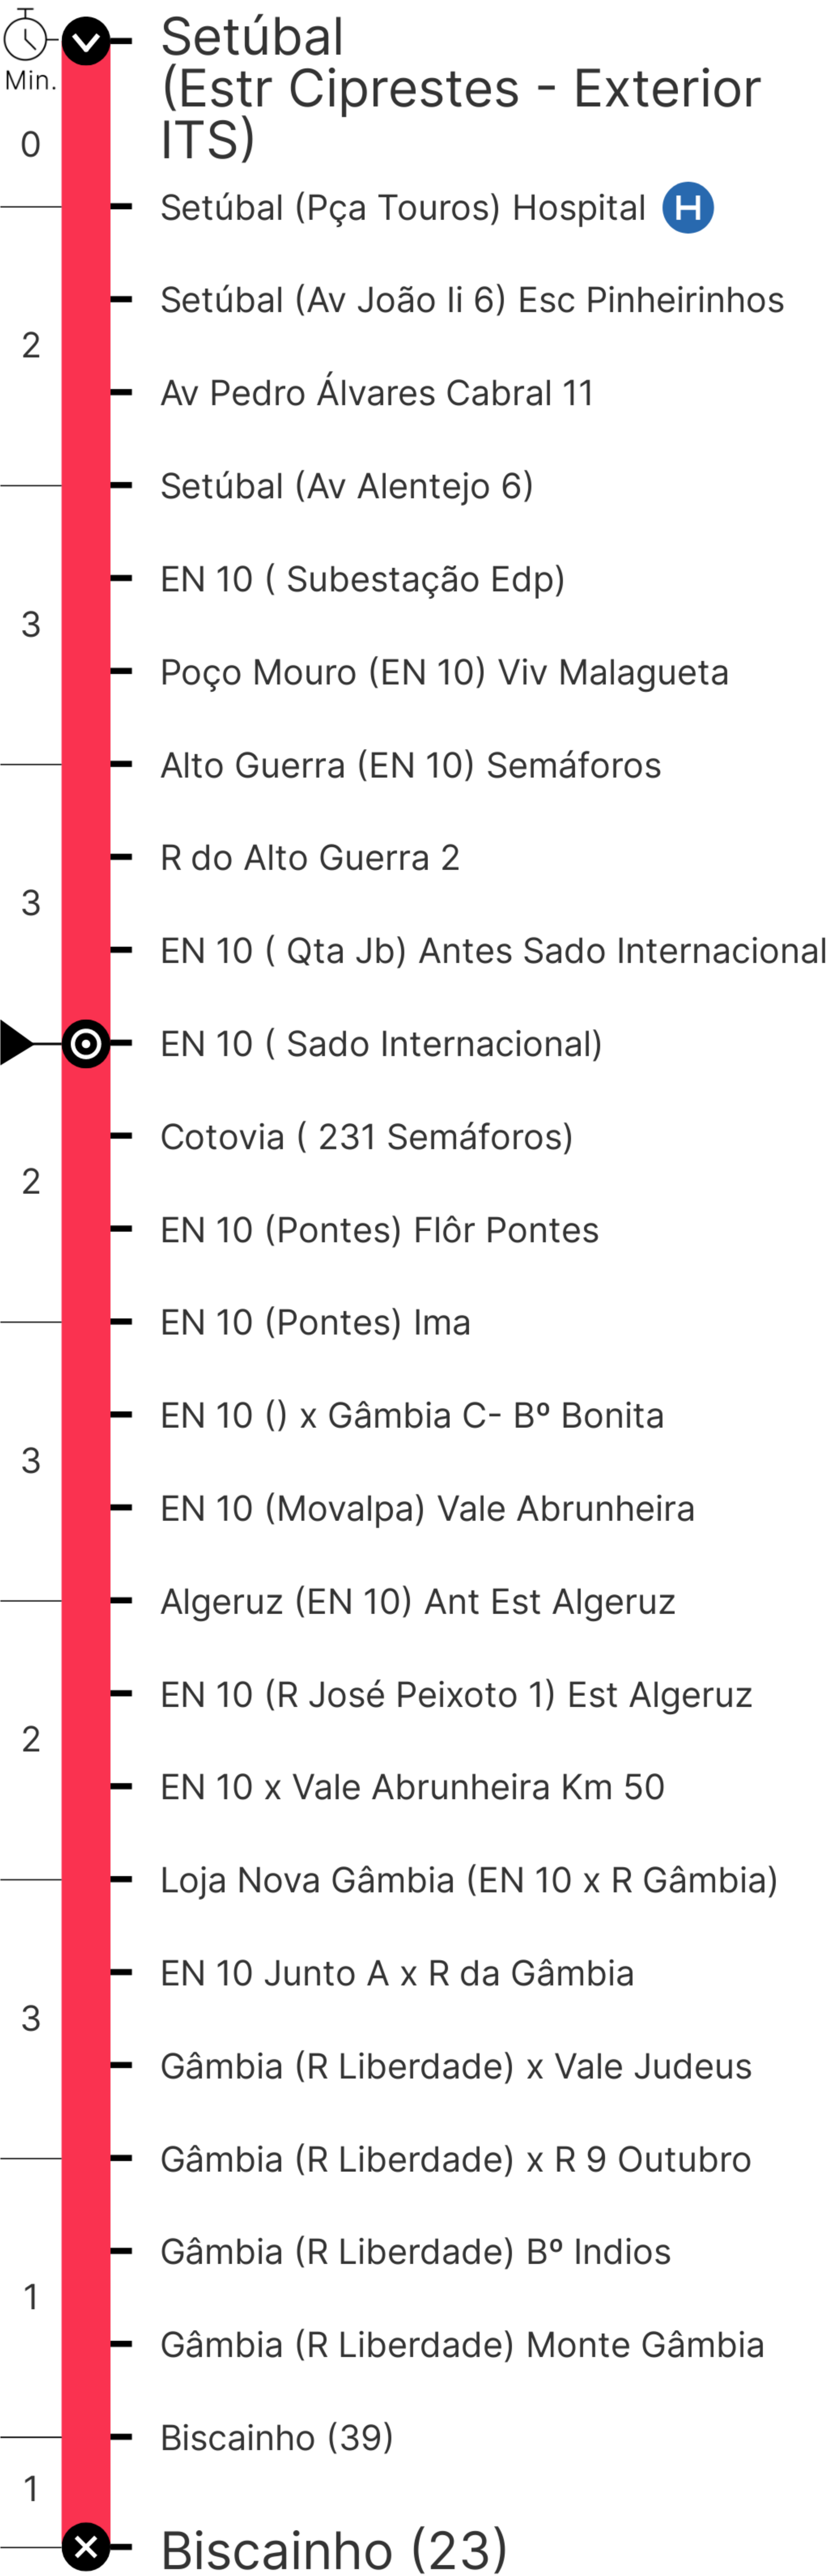 Setúbal
(Estr Ciprestes - Exterior
ITS)
Min.
0
Setúbal (Pça Touros) Hospital H
Setúbal (Av João Ii 6) Esc Pinheirinhos
2
Av Pedro Álvares Cabral 11
Setúbal (Av Alentejo 6)
EN 10 ( Subestação Edp)
3
Poço Mouro (EN 10) Viv Malagueta
Alto Guerra (EN 10) Semáforos
R do Alto Guerra 2
3
EN 10 ( Qta Jb) Antes Sado Internacional
EN 10 ( Sado Internacional)
Cotovia ( 231 Semáforos)
2
EN 10 (Pontes) Flôr Pontes
EN 10 (Pontes) Ima
EN 10 () x Gâmbia C- Bº Bonita
3
EN 10 (Movalpa) Vale Abrunheira
Algeruz (EN 10) Ant Est Algeruz
EN 10 (R José Peixoto 1) Est Algeruz
2
EN 10 x Vale Abrunheira Km 50
Loja Nova Gâmbia (EN 10 x R Gâmbia)
EN 10 Junto A x R da Gâmbia
3
Gâmbia (R Liberdade) x Vale Judeus
Gâmbia (R Liberdade) x R 9 Outubro
Gâmbia (R Liberdade) Bº Indios
1
Gâmbia (R Liberdade) Monte Gâmbia
Biscainho (39)
1
Biscainho (23)